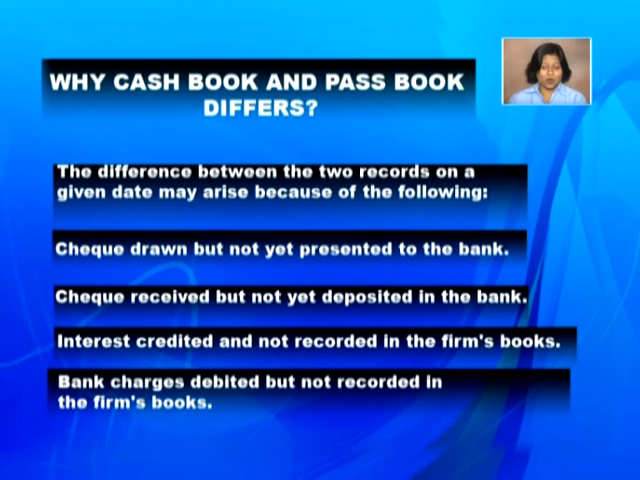 WHY CASH BOOK AND PASS BOOK
DIFFERS?
The difference between the two records on a
given date may arise because of the following:
Cheque drawn but not yet presented to the bank.
Cheque received but not yet deposited in the bank.
Interest credited and not recorded in the firm's books.
Bank charges debited but not recorded in
the firm's books.